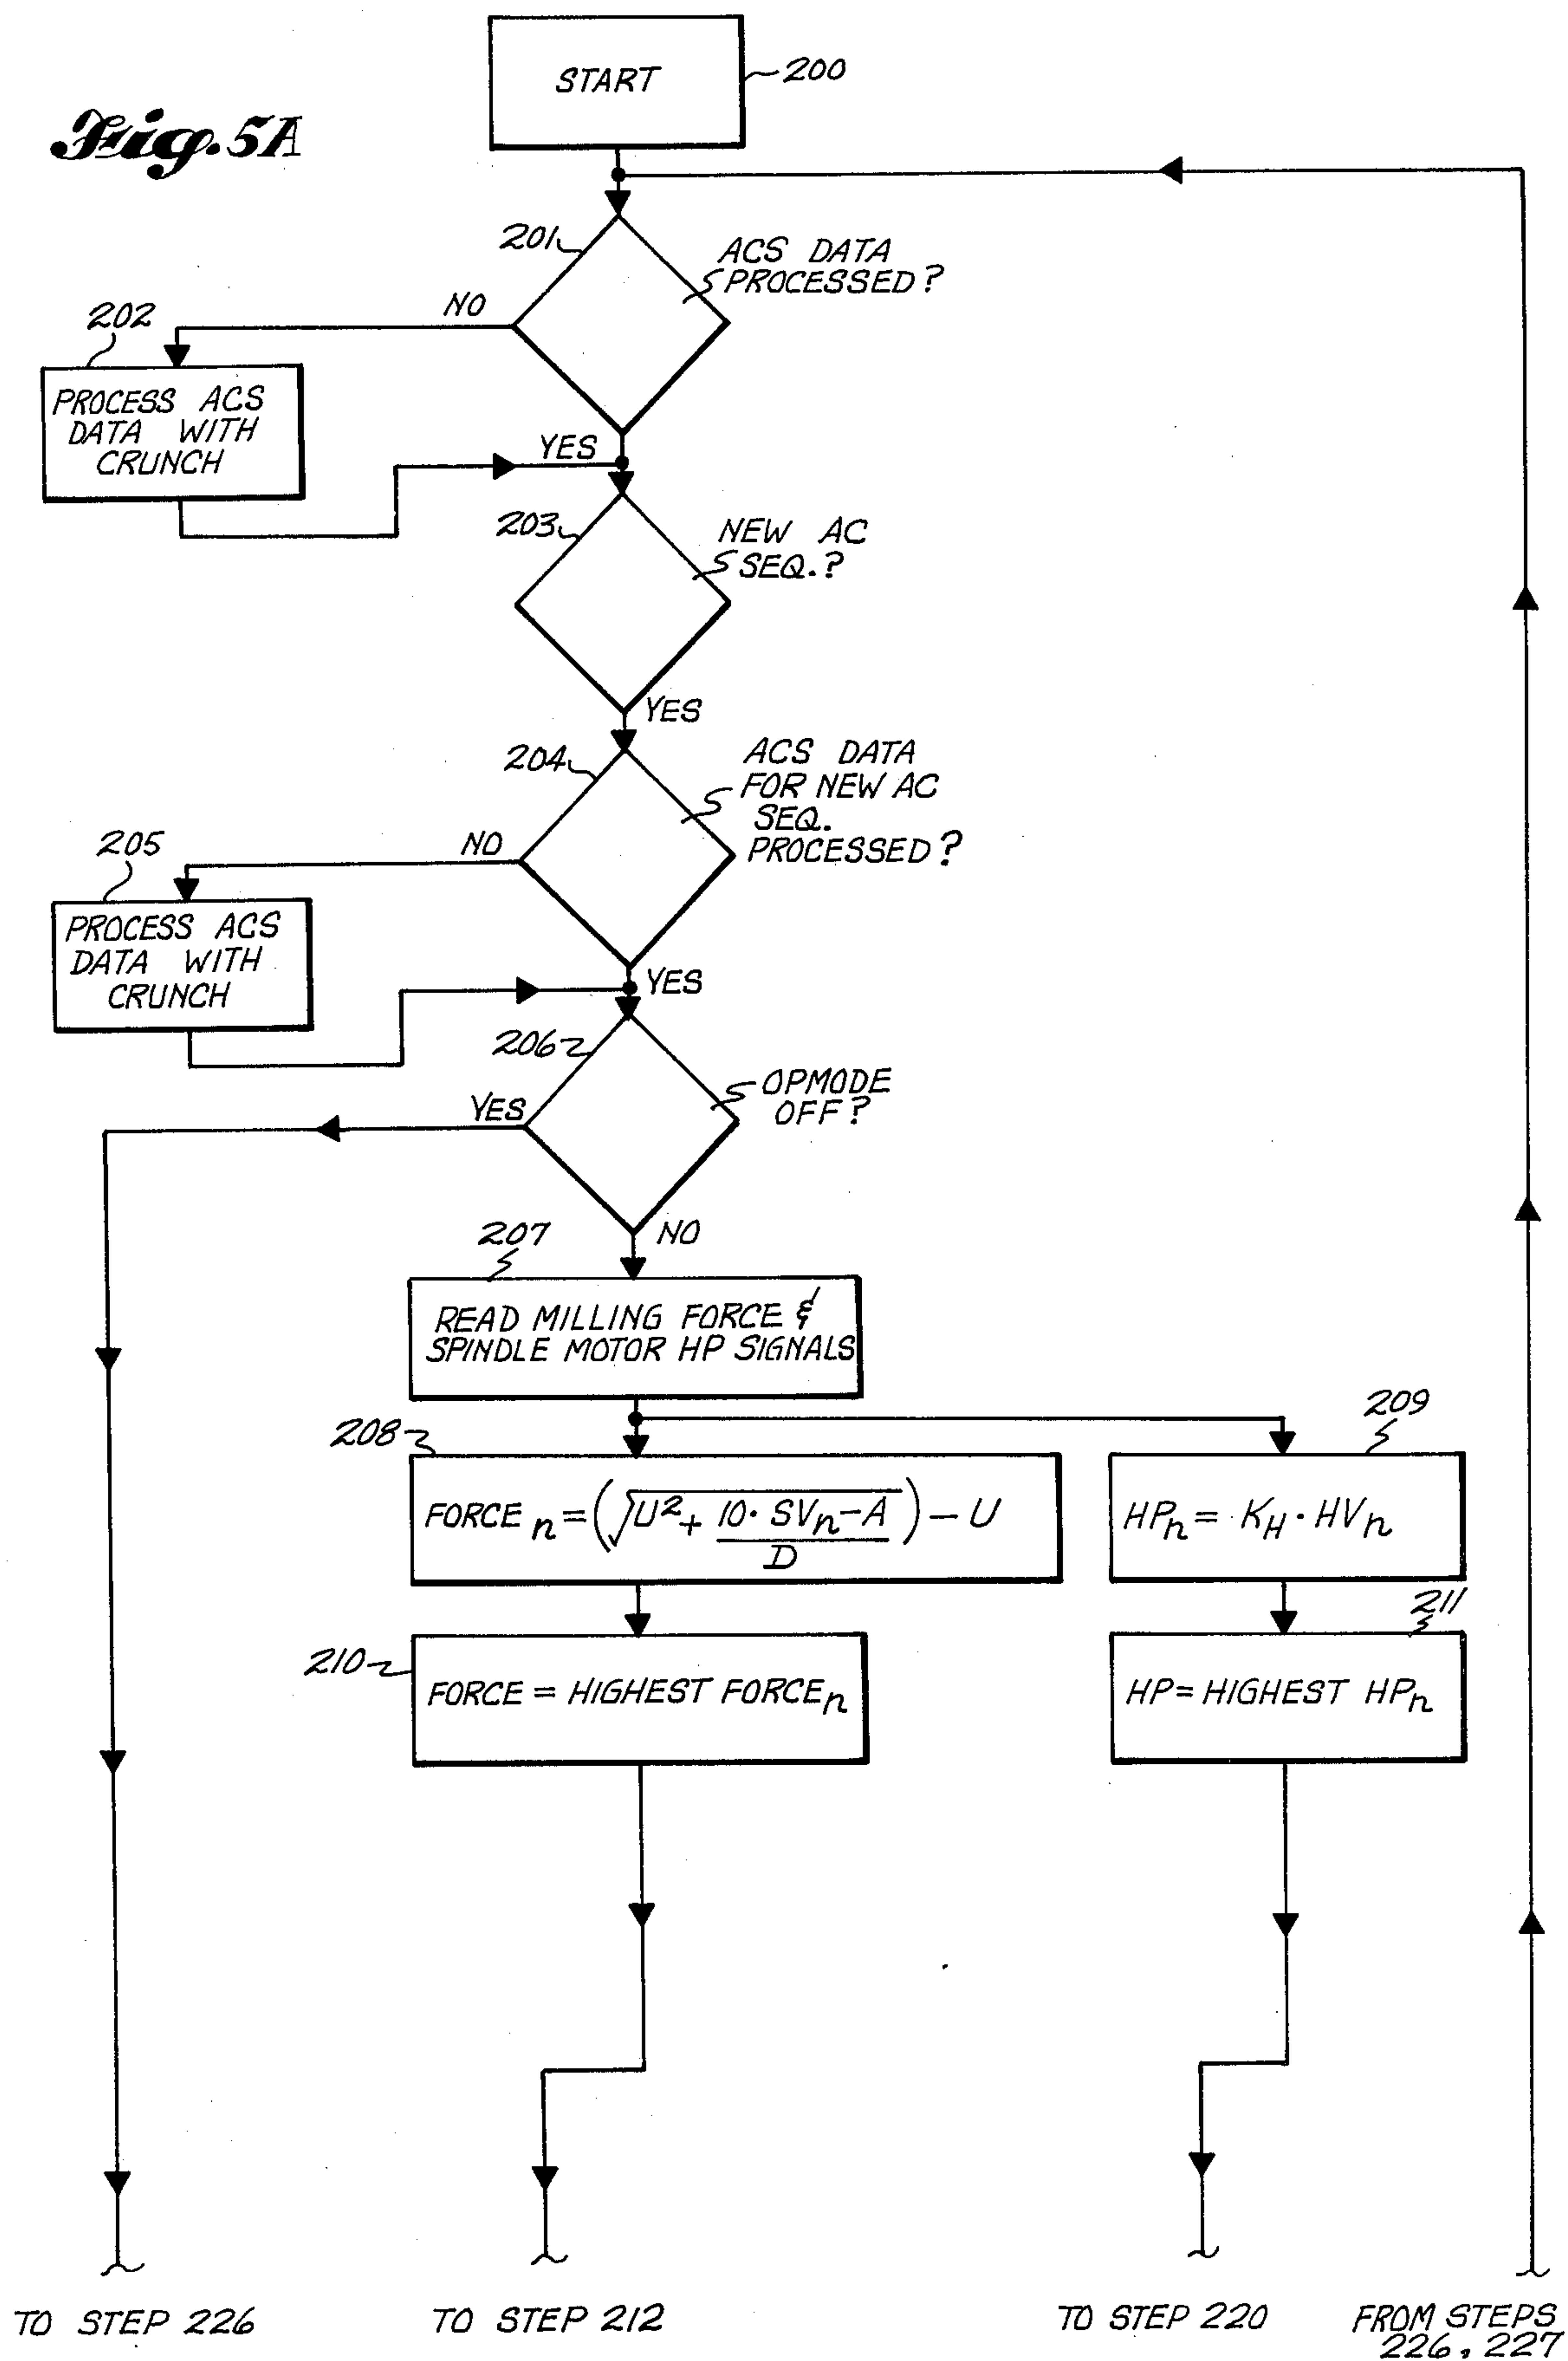 Fig. 5A
START
200
201
ACS DATA
PROCESSED?
NO
202
PROCESS ACS
DATA WITH
CRUNCH
YES
203
NEW AC
SEQ.?
YES
204
ACS DATA
FOR NEW AC
SEQ.
PROCESSED?
NO
205
PROCESS ACS
DATA WITH
CRUNCH
YES
206
OPMODE
OFF?
YES
NO
207
READ MILLING FORCE &
SPINDLE MOTOR HP SIGNALS
208
FORCE n = (√U² + 10· SVn – A / D) – U
209
HPn = KH · HVn
210
FORCE = HIGHEST FORCEn
211
HP = HIGHEST HPn
TO STEP 226
TO STEP 212
TO STEP 220
FROM STEPS
226, 227